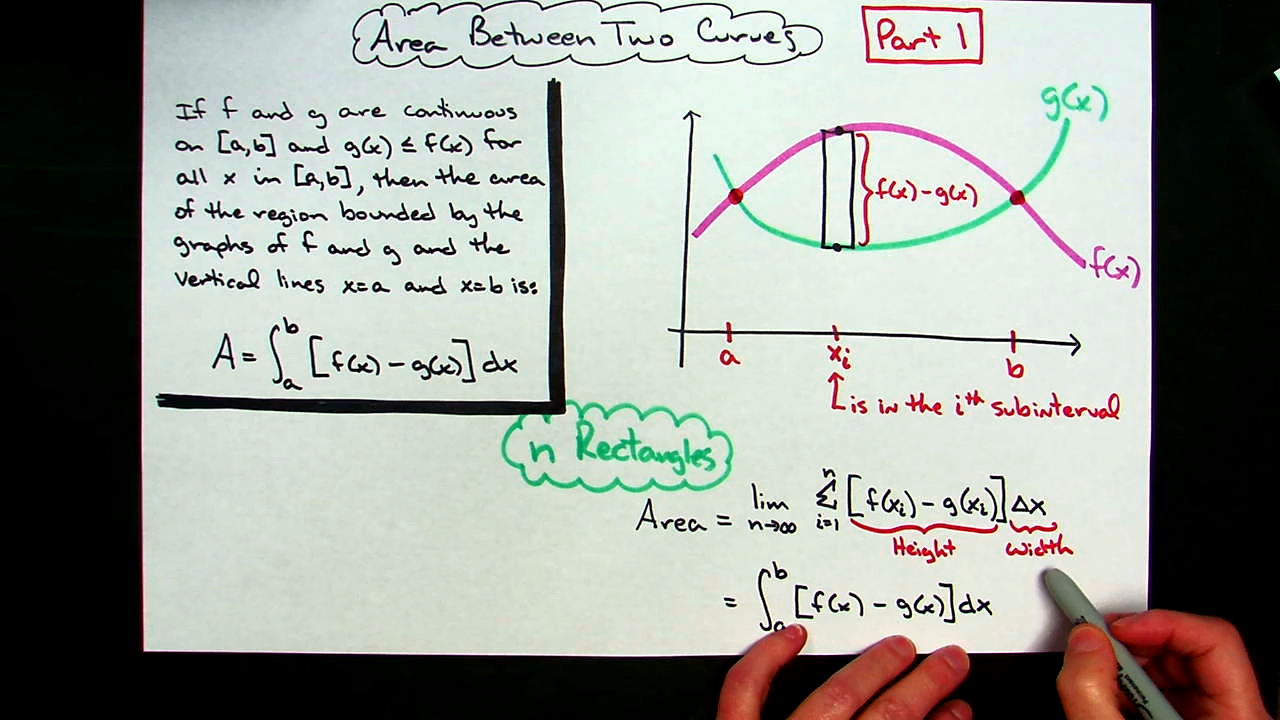 Area Between Two Curves
Part 1
If f and g are continuous
on [a,b] and g(x) ≤ f(x) for
all x in [a,b], then the area
of the region bounded by the
graphs of f and g and the
vertical lines x=a and x=b is:
A = ∫_a^b [f(x) - g(x)] dx
g(x)
f(x) - g(x)
f(x)
a
x_i
b
is in the i^th subinterval
n Rectangles
Area = lim_{n→∞} Σ_{i=1}^n [f(x_i) - g(x_i)] Δx
Height
Width
= ∫_a^b [f(x) - g(x)] dx